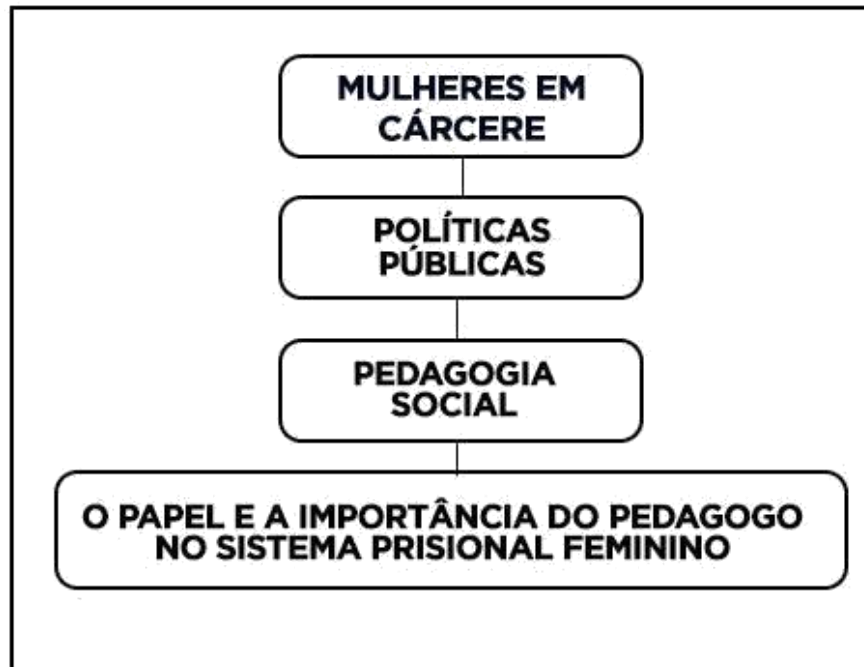 MULHERES EM
CÁRCERE
POLÍTICAS
PÚBLICAS
PEDAGOGIA
SOCIAL
O PAPEL E A IMPORTÂNCIA DO PEDAGOGO
NO SISTEMA PRISIONAL FEMININO